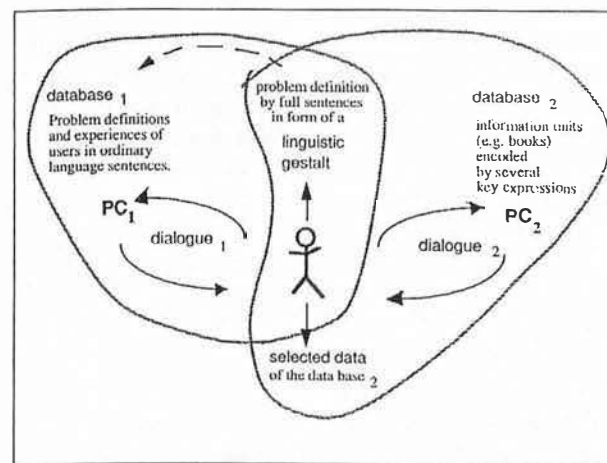 database 1
Problem definitions
and experiences of
users in ordinary
language sentences.
PC1
dialogue 1
problem definition
by full sentences
in form of a
linguistic
gestalt
selected data
of the data base 2
database 2
information units
(e.g. books)
encoded
by several
key expressions
PC2
dialogue 2